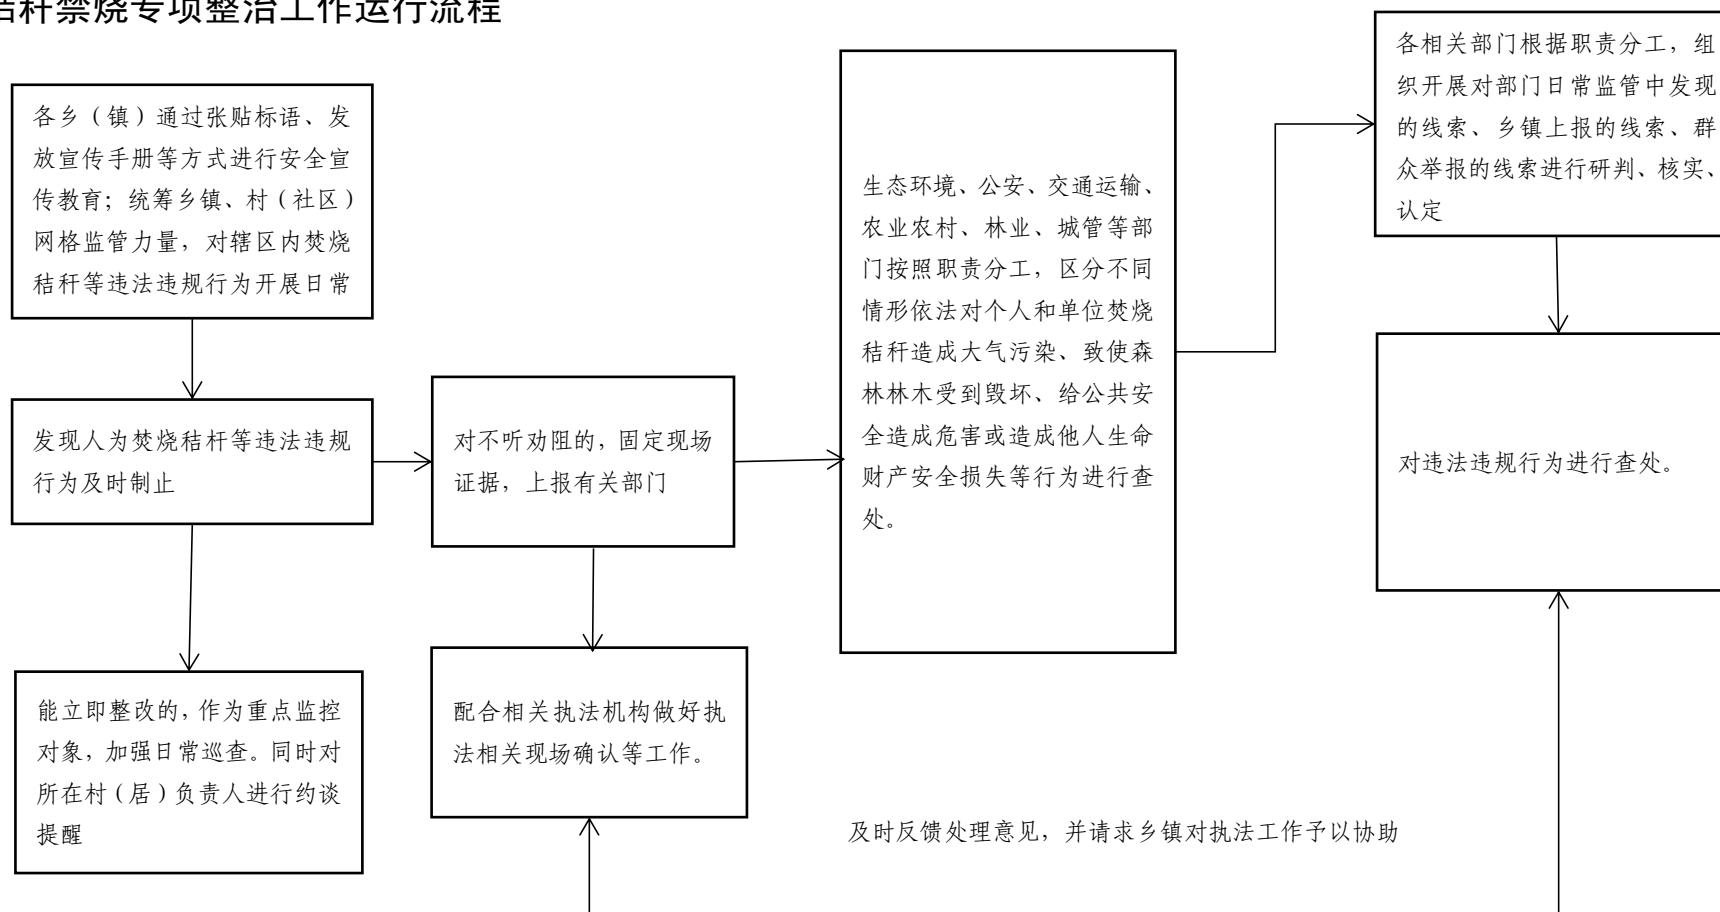 秸秆禁烧专项整治工作运行流程
各乡（镇）通过张贴标语、发
放宣传手册等方式进行安全宣
传教育；统筹乡镇、村（社区）
网格监管力量，对辖区内焚烧
秸秆等违法违规行为开展日常
发现人为焚烧秸杆等违法违规
行为及时制止
能立即整改的，作为重点监控
对象，加强日常巡查。同时对
所在村（居）负责人进行约谈
提醒
对不听劝阻的，固定现场
证据，上报有关部门
配合相关执法机构做好执
法相关现场确认等工作。
生态环境、公安、交通运输、
农业农村、林业、城管等部
门按照职责分工，区分不同
情形依法对个人和单位焚烧
秸秆造成大气污染、致使森
林林木受到毁坏、给公共安
全造成危害或造成他人生命
财产安全损失等行为进行查
处。
各相关部门根据职责分工，组
织开展对部门日常监管中发现
的线索、乡镇上报的线索、群
众举报的线索进行研判、核实、
认定
对违法违规行为进行查处。
及时反馈处理意见，并请求乡镇对执法工作予以协助